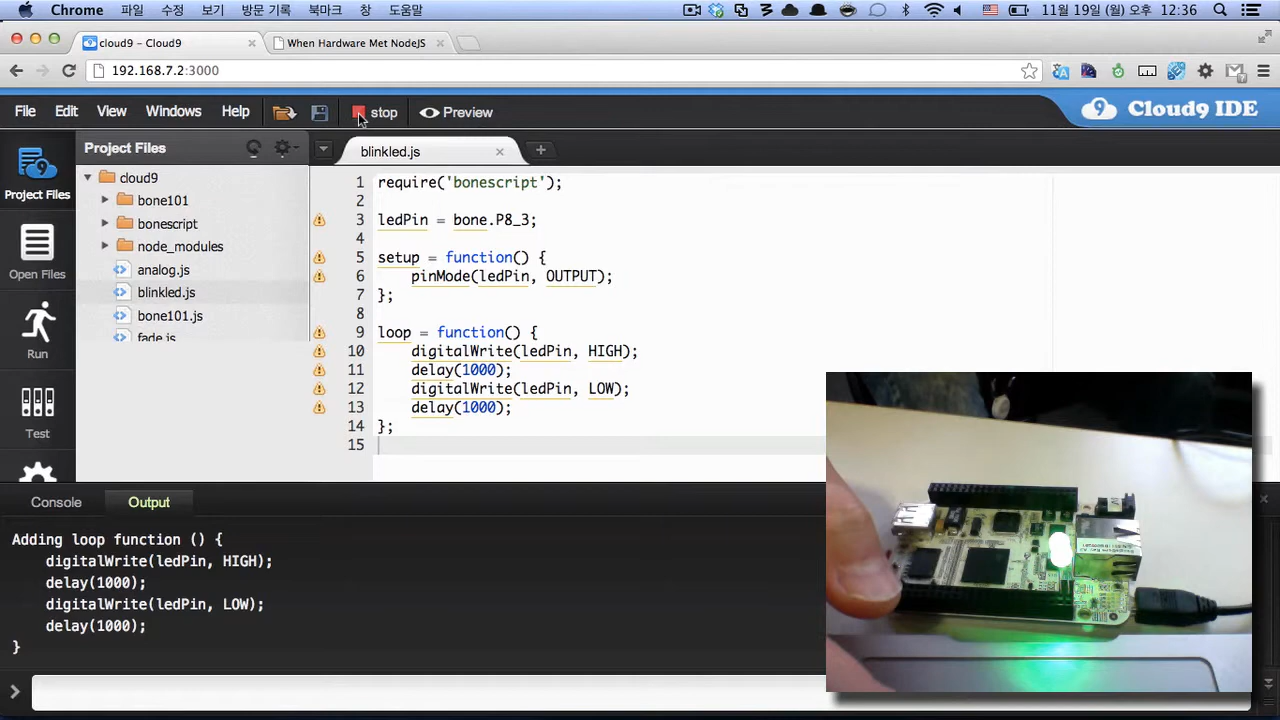 Chrome 파일 수정 보기 방문 기록 북마크 창 도움말 11월 19일(월) 오후 12:36
cloud9 - Cloud9 When Hardware Met NodeJS
192.168.7.2:3000
File Edit View Windows Help stop Preview Cloud9 IDE
Project Files blinkled.js
cloud9
bone101
bonescript
node_modules
analog.js
blinkled.js
bone101.js
fade.js
Project Files
Open Files
Run
Test
1 require('bonescript');
2
3 ledPin = bone.P8_3;
4
5 setup = function() {
6 pinMode(ledPin, OUTPUT);
7 };
8
9 loop = function() {
10 digitalWrite(ledPin, HIGH);
11 delay(1000);
12 digitalWrite(ledPin, LOW);
13 delay(1000);
14 };
15
Console Output
Adding loop function () {
digitalWrite(ledPin, HIGH);
delay(1000);
digitalWrite(ledPin, LOW);
delay(1000);
}